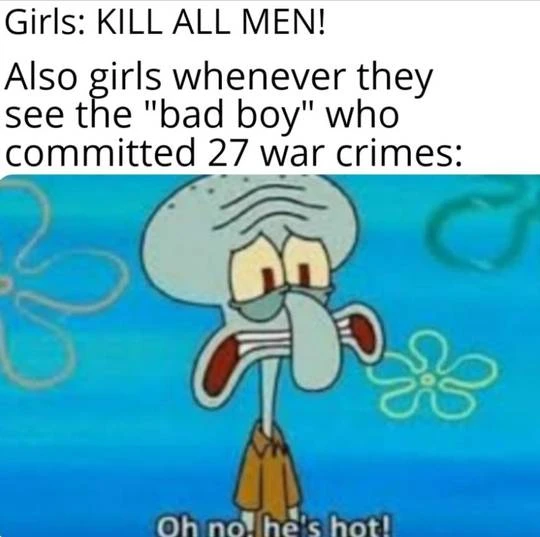 Girls: KILL ALL MEN!
Also girls whenever they
see the "bad boy" who
committed 27 war crimes:
Oh no! he's hot!